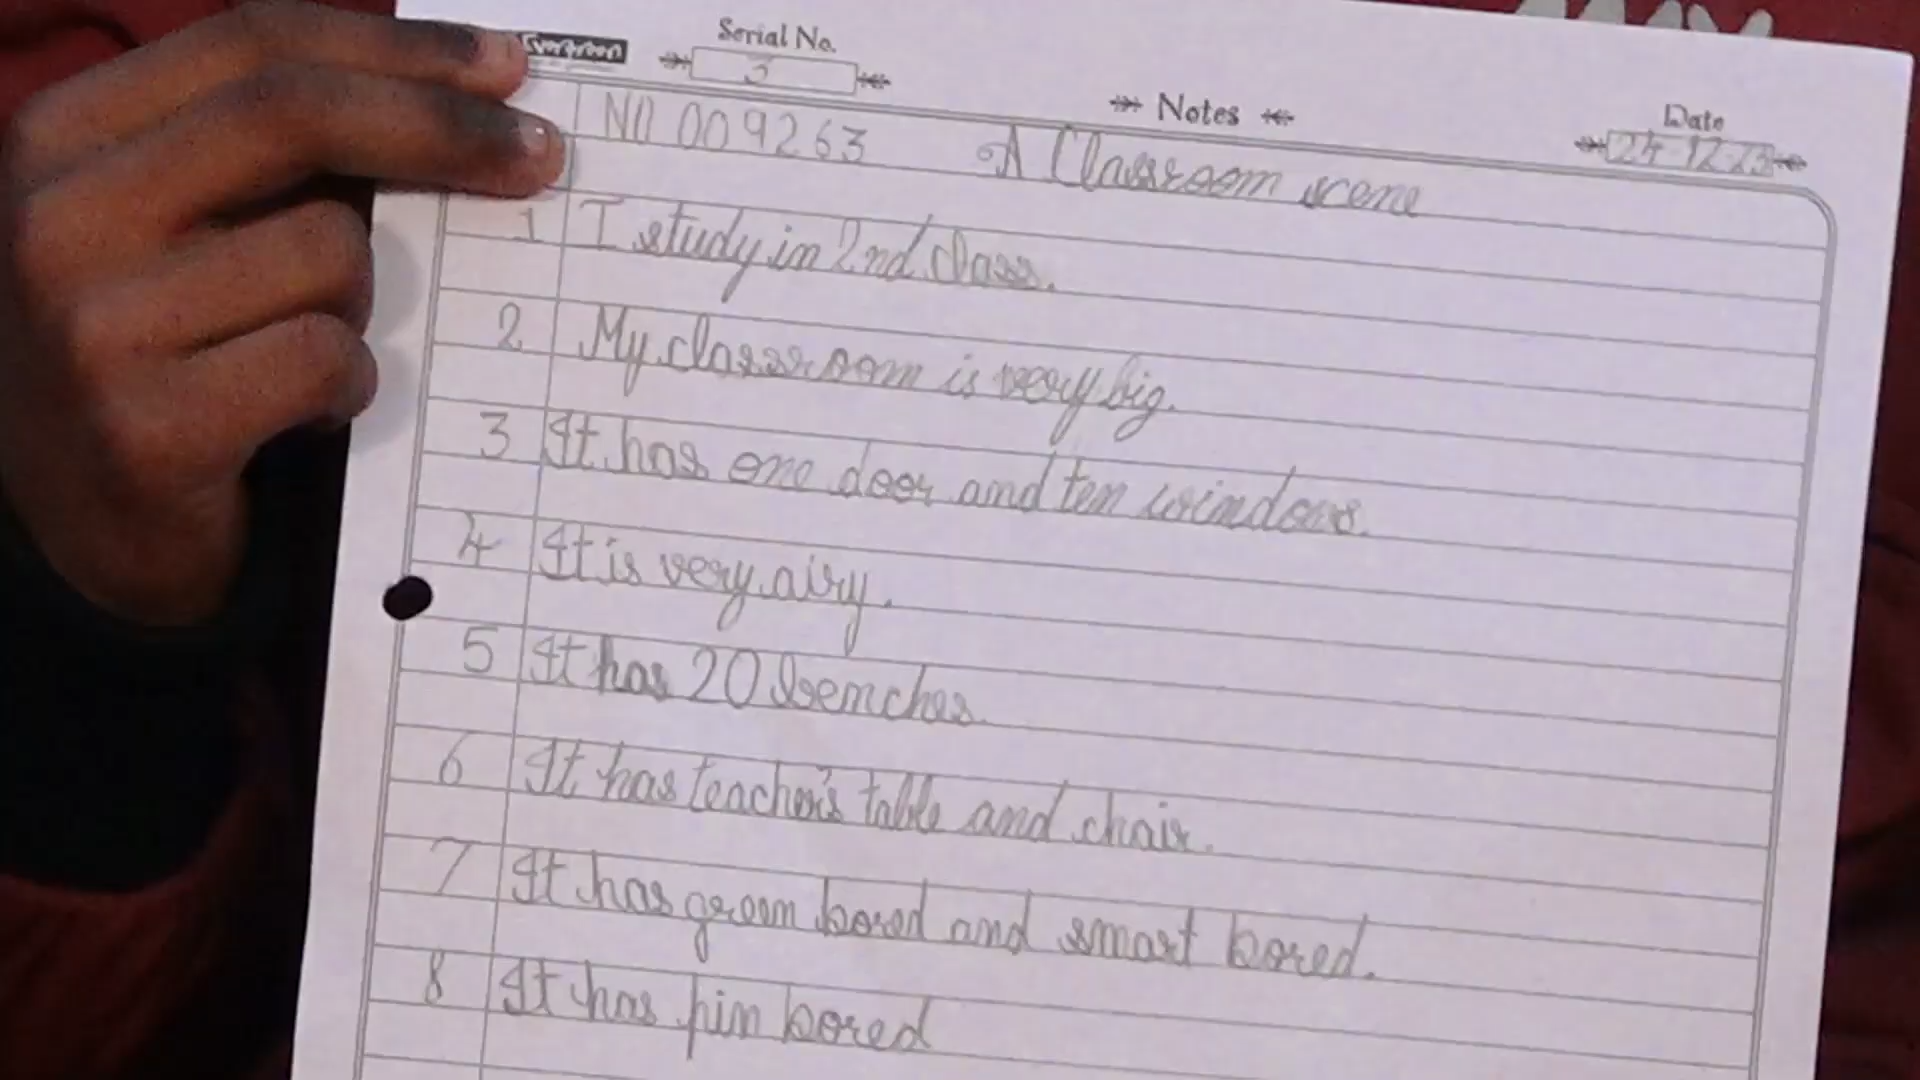 Evergreen
Serial No.
3
Notes
Date
24-12-23
NO 009263 A Classroom scene
1 I study in 2nd class.
2 My classroom is very big.
3 It has one door and ten windows.
4 It is very airy.
5 It has 20 benches.
6 It has teacher's table and chair.
7 It has green bored and smart bored.
8 It has pin bored